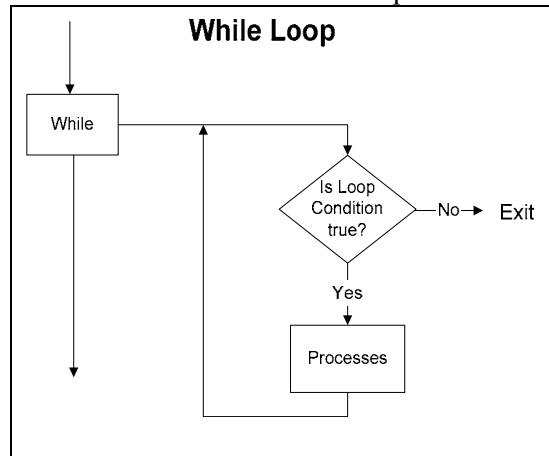 While Loop
While
Is Loop
Condition
true?
No
Exit
Yes
Processes